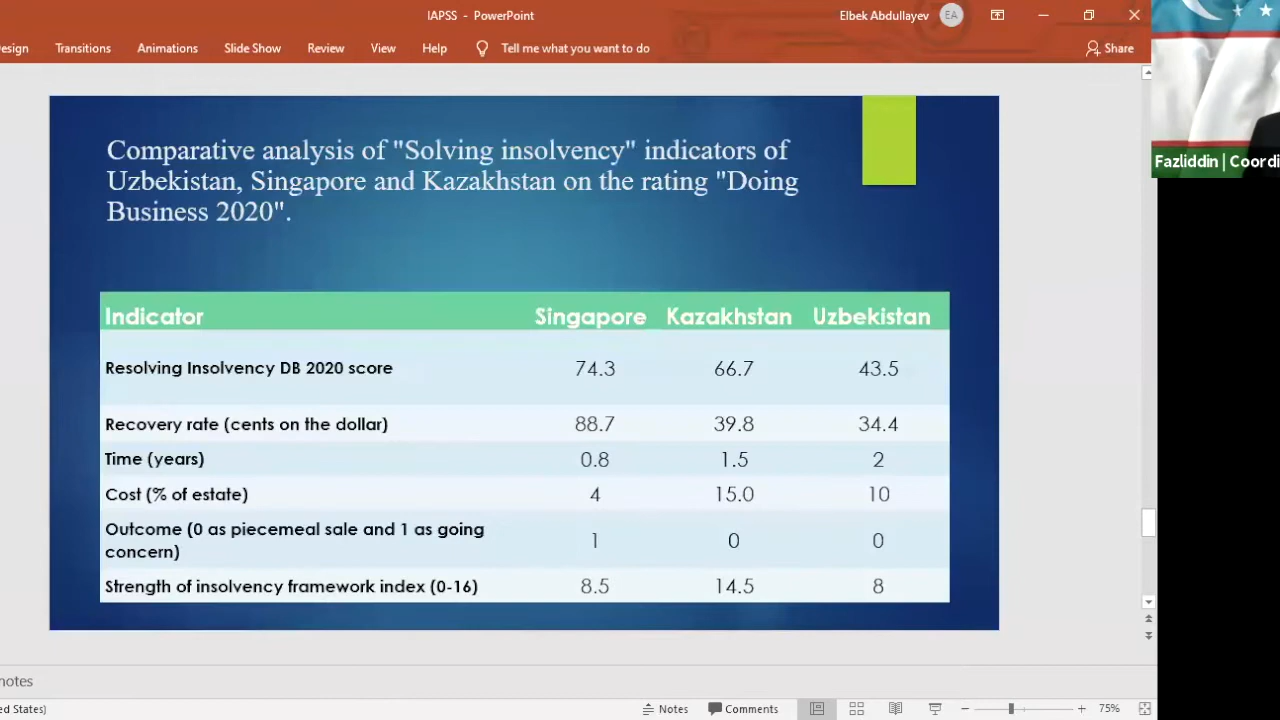 IAPSS - PowerPoint
Elbek Abdullayev
EA
esign Transitions Animations Slide Show Review View Help Tell me what you want to do Share
Comparative analysis of "Solving insolvency" indicators of
Uzbekistan, Singapore and Kazakhstan on the rating "Doing
Business 2020".
Indicator Singapore Kazakhstan Uzbekistan
Resolving Insolvency DB 2020 score 74.3 66.7 43.5
Recovery rate (cents on the dollar) 88.7 39.8 34.4
Time (years) 0.8 1.5 2
Cost (% of estate) 4 15.0 10
Outcome (0 as piecemeal sale and 1 as going
concern) 1 0 0
Strength of insolvency framework index (0-16) 8.5 14.5 8
Fazliddin | Coordi
notes
ed States)
Notes Comments 75%